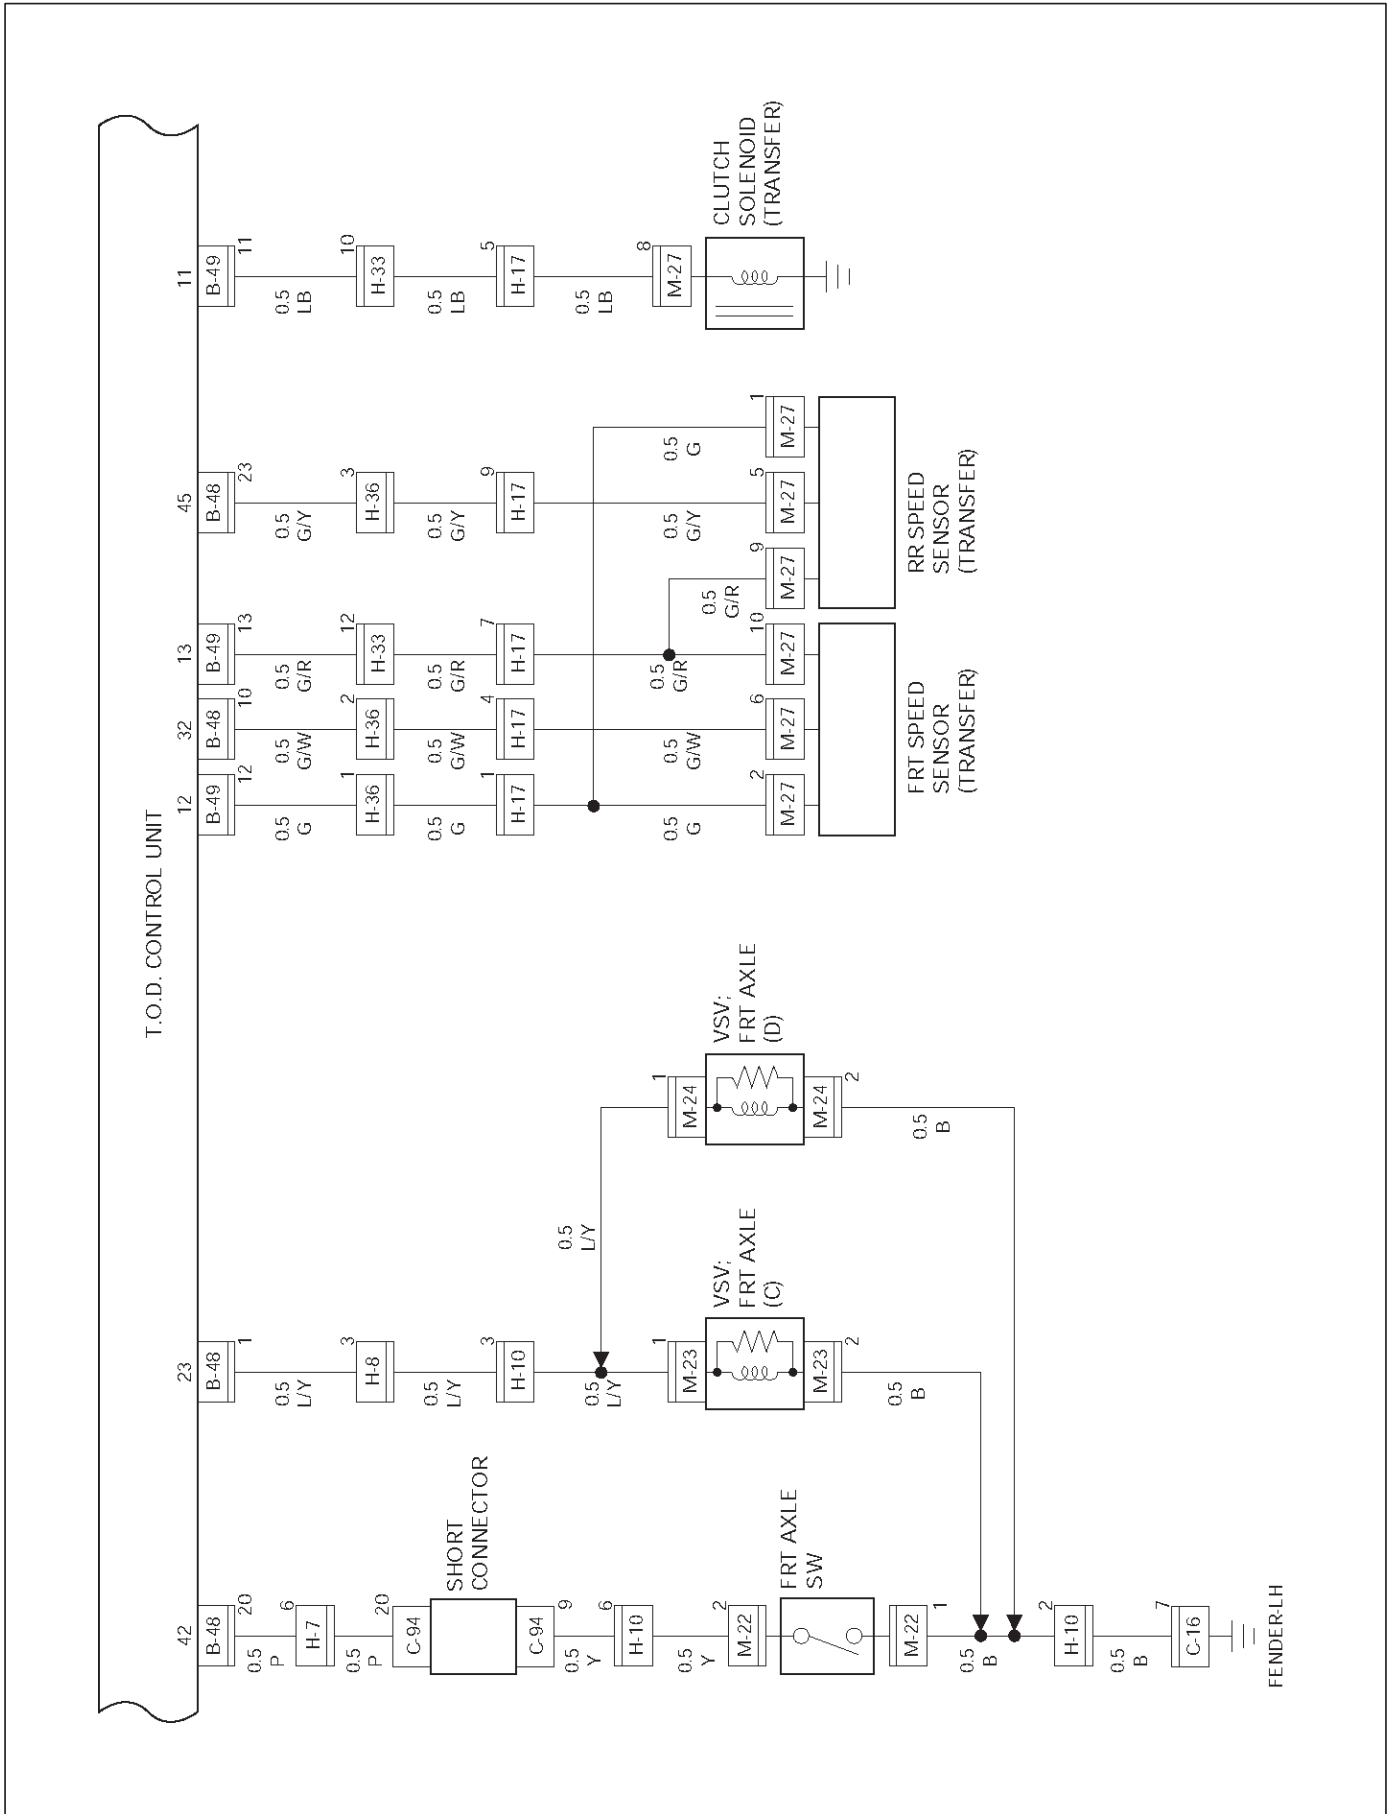 T.O.D. CONTROL UNIT
42
B-48
20
0.5
P
6
H-7
0.5
P
20
C-94
SHORT
CONNECTOR
C-94
9
0.5
Y
6
H-10
0.5
Y
2
M-22
FRT AXLE
SW
M-22
1
0.5
B
2
H-10
0.5
B
7
C-16
FENDER-LH
23
B-48
1
0.5
L/Y
3
H-8
0.5
L/Y
3
H-10
0.5
L/Y
1
M-23
VSV;
FRT AXLE
(C)
M-23
2
0.5
B
0.5
L/Y
1
M-24
VSV;
FRT AXLE
(D)
M-24
2
0.5
B
12
B-49
12
0.5
G
1
H-36
0.5
G
1
H-17
0.5
G
2
M-27
32
B-48
10
0.5
G/W
2
H-36
0.5
G/W
4
H-17
0.5
G/W
6
M-27
13
B-49
13
0.5
G/R
12
H-33
0.5
G/R
7
H-17
0.5
G/R
10
M-27
FRT SPEED
SENSOR
(TRANSFER)
0.5
G/R
9
M-27
45
B-48
23
0.5
G/Y
3
H-36
0.5
G/Y
9
H-17
0.5
G/Y
5
M-27
0.5
G
1
M-27
RR SPEED
SENSOR
(TRANSFER)
11
B-49
11
0.5
LB
10
H-33
0.5
LB
5
H-17
0.5
LB
8
M-27
CLUTCH
SOLENOID
(TRANSFER)